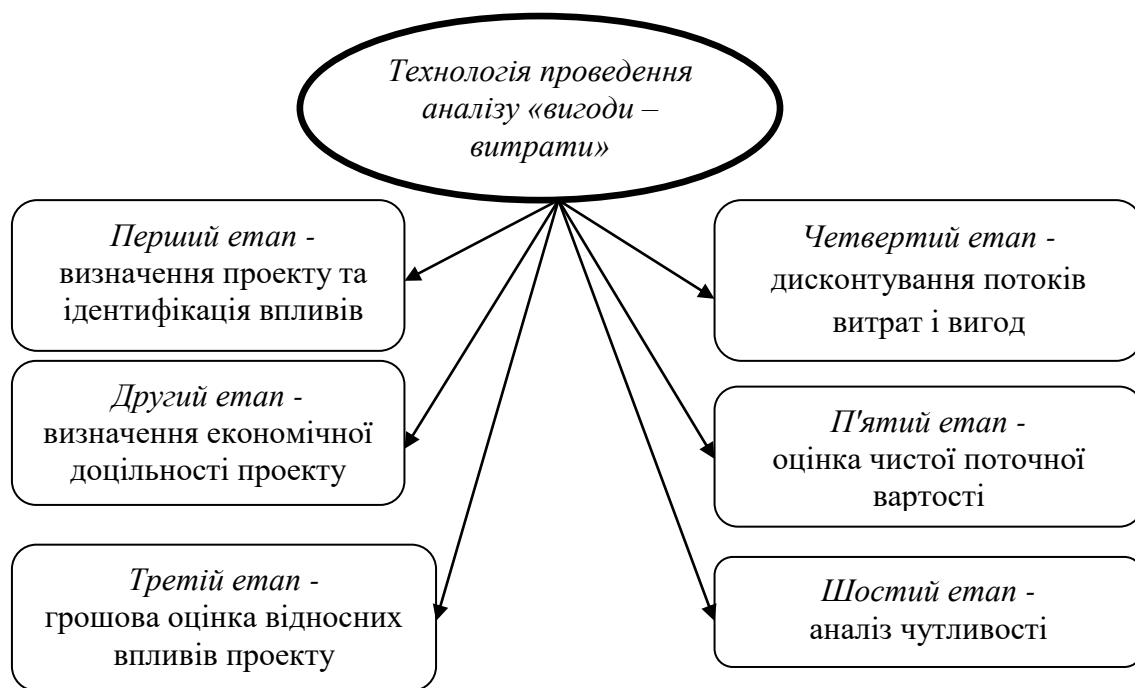 Технологія проведення
аналізу «вигоди –
витрати»
Перший етап -
визначення проекту та
ідентифікація впливів
Другий етап -
визначення економічної
доцільності проекту
Третій етап -
грошова оцінка відносних
впливів проекту
Четвертий етап -
дисконтування потоків
витрат і вигод
П'ятий етап -
оцінка чистої поточної
вартості
Шостий етап -
аналіз чутливості